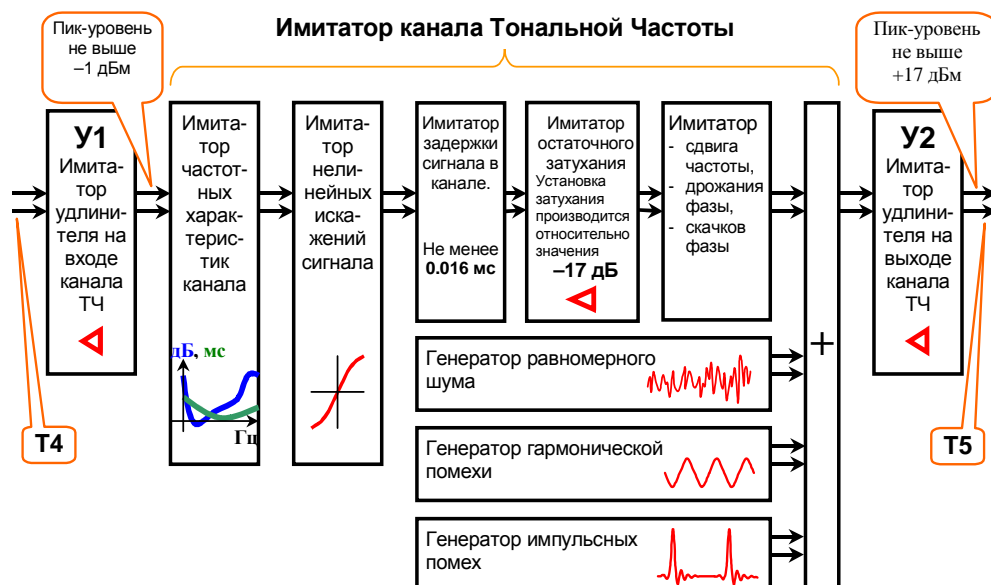 Имитатор канала Тональной Частоты
Пик-уровень
не выше
–1 дБм
Пик-уровень
не выше
+17 дБм
У1
Имита-
тор
удлини-
теля на
входе
канала
ТЧ
Имита-
тор
частот-
ных
харак-
терис-
тик
канала
дБ, мс
Гц
Имита-
тор
нели-
нейных
иска-
жений
сигнала
Имитатор
задержки
сигнала в
канале.
Не менее
0.016 мс
Имитатор
остаточного
затухания
Установка
затухания
производится
относительно
значения
–17 дБ
Имитатор
- сдвига
частоты,
- дрожания
фазы,
- скачков
фазы
Генератор равномерного
шума
Генератор гармонической
помехи
Генератор импульсных
помех
+
У2
Имита-
тор
удлини-
теля на
выходе
канала
ТЧ
Т4
Т5